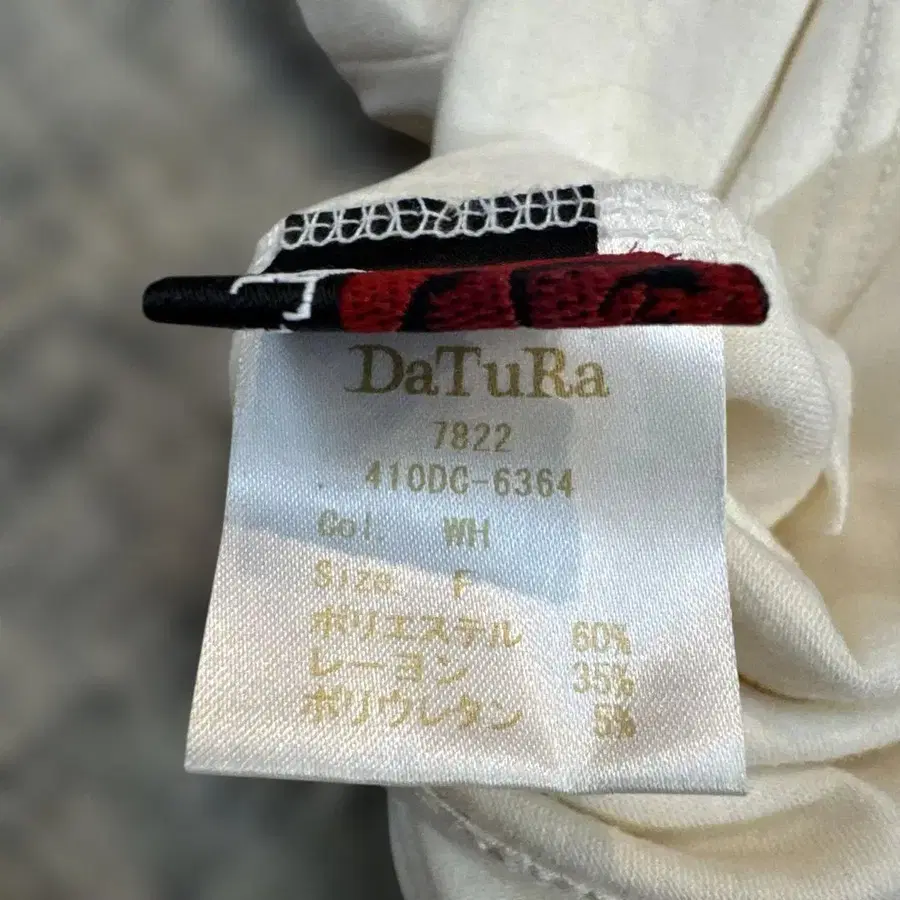 DaTuRa
7822
410DC-6364
Col. WH
Size F
ポリエステル 60%
レーヨン 35%
ポリウレタン 5%